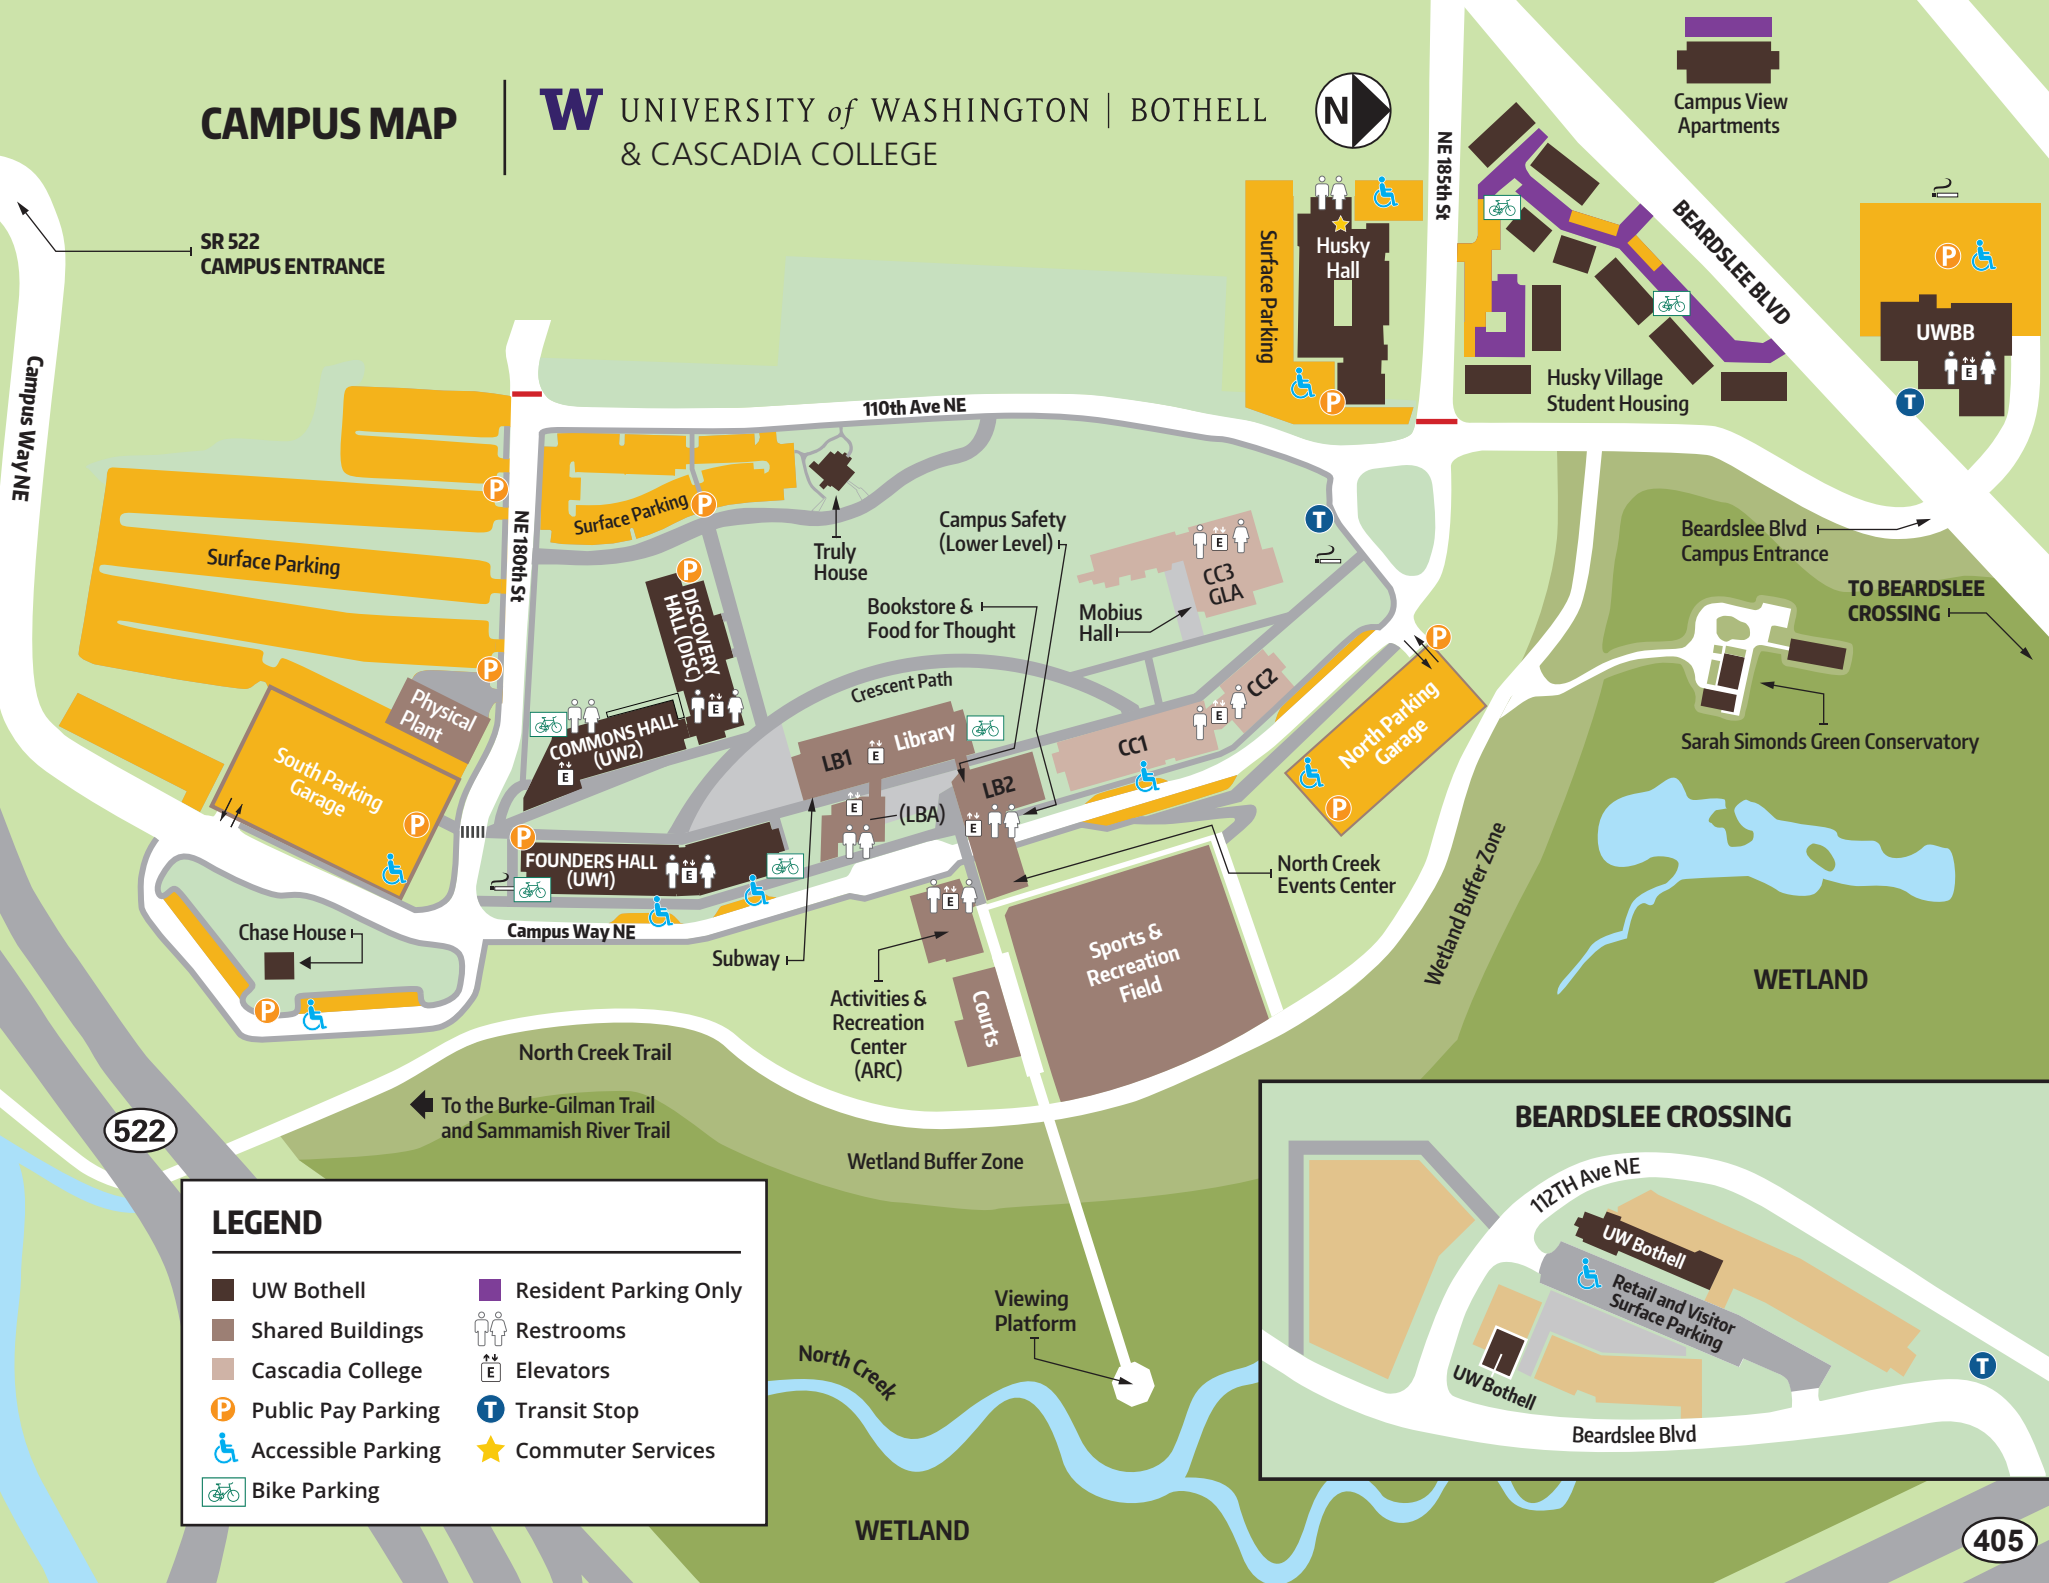 CAMPUS MAP
W UNIVERSITY of WASHINGTON | BOTHELL
& CASCADIA COLLEGE
N
Campus View
Apartments
SR 522
CAMPUS ENTRANCE
NE 185th St
BEARDSLEE BLVD
Surface Parking
Husky
Hall
P
UWBB
E
T
Husky Village
Student Housing
P
Campus Way NE
110th Ave NE
P
NE 180th St
Surface Parking
P
Surface Parking
Truly
House
Campus Safety
(Lower Level)
T
Beardslee Blvd
Campus Entrance
TO BEARDSLEE
CROSSING
P
DISCOVERY
HALL (DISC)
E
Bookstore &
Food for Thought
CC3
GLA
E
Mobius
Hall
P
P
Physical
Plant
Crescent Path
CC2
E
CC1
North Parking
Garage
P
Sarah Simonds Green Conservatory
COMMONS HALL
(UW2)
E
LB1
E
Library
LB2
E
E
(LBA)
South Parking
Garage
P
P
FOUNDERS HALL
(UW1)
E
North Creek
Events Center
Wetland Buffer Zone
E
Campus Way NE
Chase House
P
Subway
Sports &
Recreation
Field
Courts
Activities &
Recreation
Center
(ARC)
WETLAND
North Creek Trail
To the Burke-Gilman Trail
and Sammamish River Trail
522
Wetland Buffer Zone
BEARDSLEE CROSSING
112TH Ave NE
UW Bothell
Retail and Visitor
Surface Parking
UW Bothell
T
Beardslee Blvd
LEGEND
UW Bothell
Resident Parking Only
Shared Buildings
Restrooms
Cascadia College
E Elevators
P Public Pay Parking
T Transit Stop
Accessible Parking
Commuter Services
Bike Parking
Viewing
Platform
North Creek
WETLAND
405